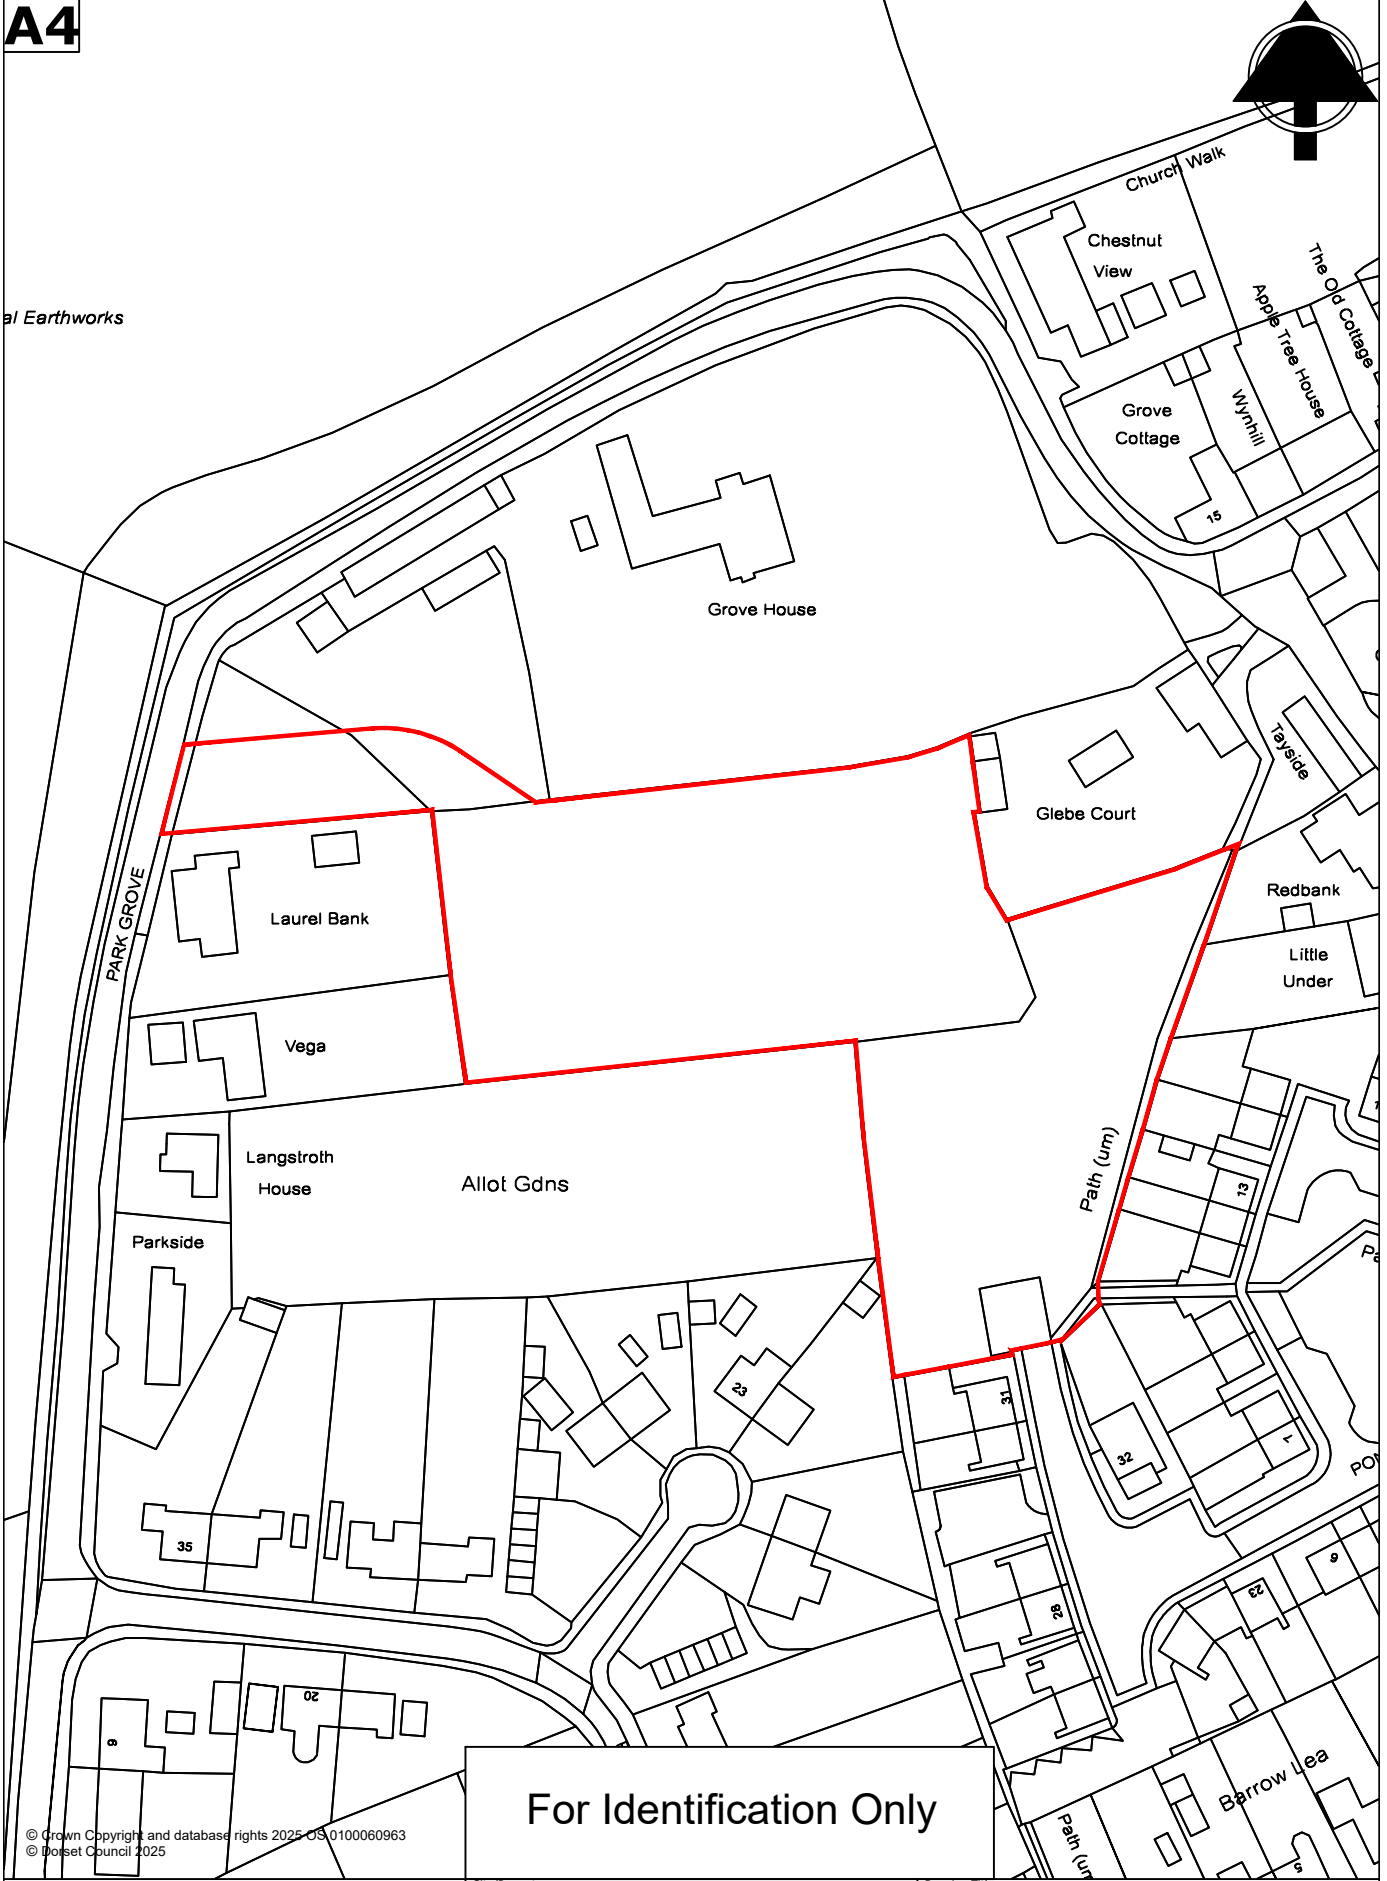 A4
Church Walk
Chestnut
View
The Old Cottage
Apple Tree House
al Earthworks
Grove
Cottage
Wynhill
15
Grove House
Tayside
Glebe Court
PARK GROVE
Laurel Bank
Redbank
Little
Under
Vega
Path (um)
Langstroth
House
Allot Gdns
13
Parkside
23
31
32
1
35
28
23
9
20
9
Barrow Lea
Path (um
5
For Identification Only
© Crown Copyright and database rights 2025 OS 0100060963
© Dorset Council 2025